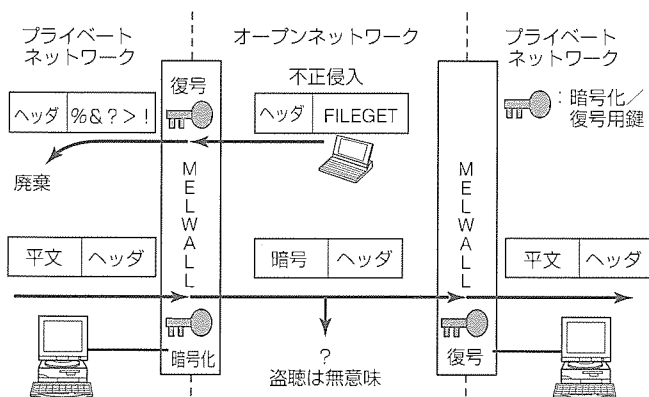 プライベート
ネットワーク
オープンネットワーク
プライベート
ネットワーク
復号
不正侵入
ヘッダ
%&?>!
ヘッダ
FILEGET
:暗号化/
復号用鍵
廃棄
MELWALL
MELWALL
平文
ヘッダ
暗号
ヘッダ
平文
ヘッダ
暗号化
?
盗聴は無意味
復号